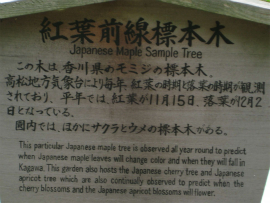 紅葉前線標本木
Japanese Maple Sample Tree
この木は香川県のモミジの標本木。
高松地方気象台により毎年、紅葉の時期と落葉の時期が観測
されており、平年では、紅葉が11月15日、落葉が12月2
日となっている。
園内では、ほかにサクラとウメの標本木がある。
This particular Japanese maple tree is observed all year round to predict
when Japanese maple leaves will change color and when they will fall in
Kagawa. This garden also hosts the Japanese cherry tree and Japanese
apricot tree which are also continually observed to predict when the
cherry blossoms and the Japanese apricot blossoms will flower.